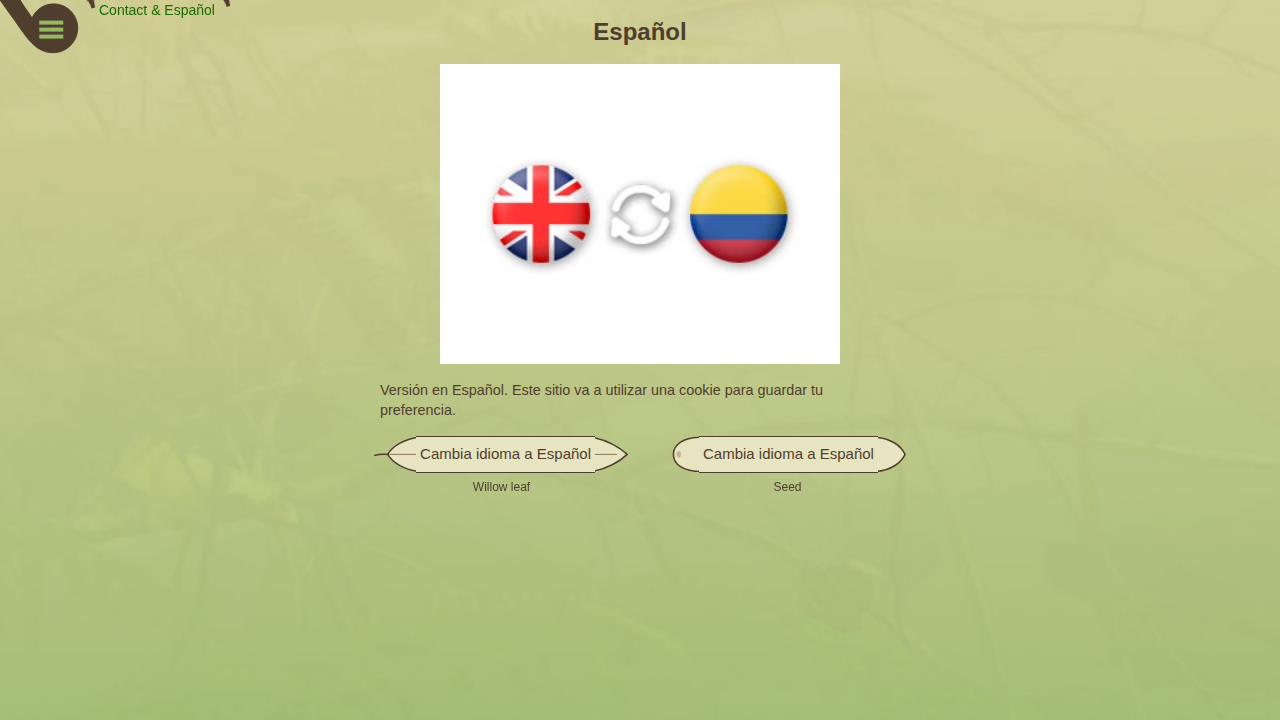 Contact & Español
Español
Versión en Español. Este sitio va a utilizar una cookie para guardar tu
preferencia.
Cambia idioma a Español
Cambia idioma a Español
Willow leaf
Seed